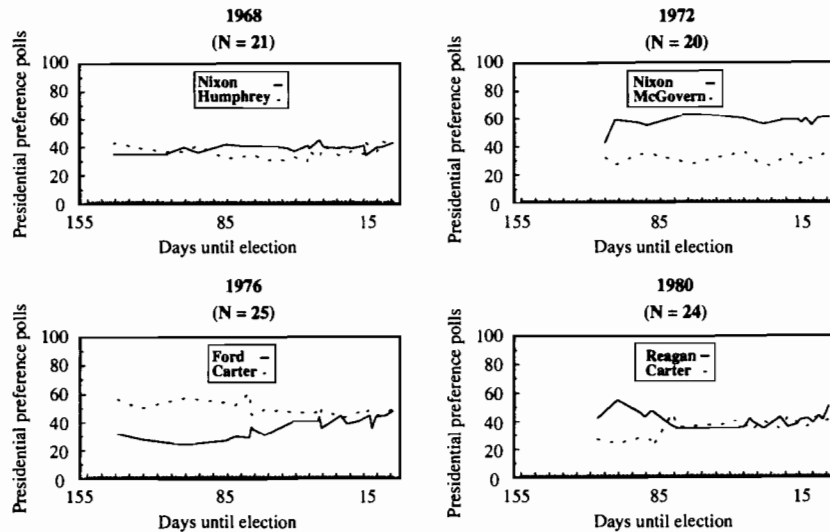 1968
(N = 21)
Presidential preference polls
100
80
60
40
20
0
Nixon –
Humphrey -
155
85
15
Days until election
1972
(N = 20)
Presidential preference polls
100
80
60
40
20
0
Nixon –
McGovern -
155
85
15
Days until election
1976
(N = 25)
Presidential preference polls
100
80
60
40
20
0
Ford –
Carter -
155
85
15
Days until election
1980
(N = 24)
Presidential preference polls
100
80
60
40
20
0
Reagan –
Carter -
155
85
15
Days until election